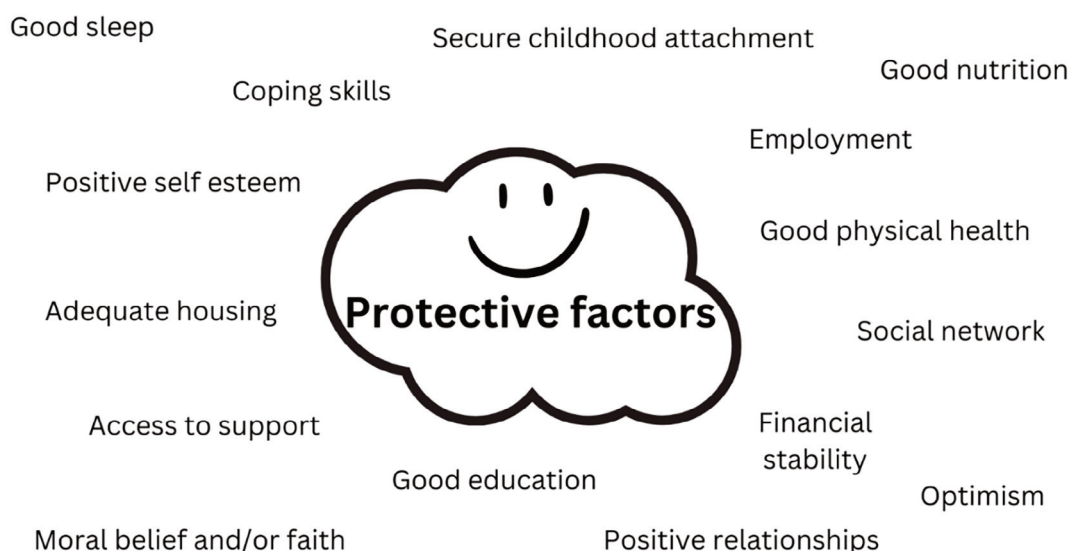 Good sleep
Secure childhood attachment
Good nutrition
Coping skills
Employment
Positive self esteem
Good physical health
Adequate housing
Protective factors
Social network
Access to support
Financial
stability
Good education
Optimism
Moral belief and/or faith
Positive relationships